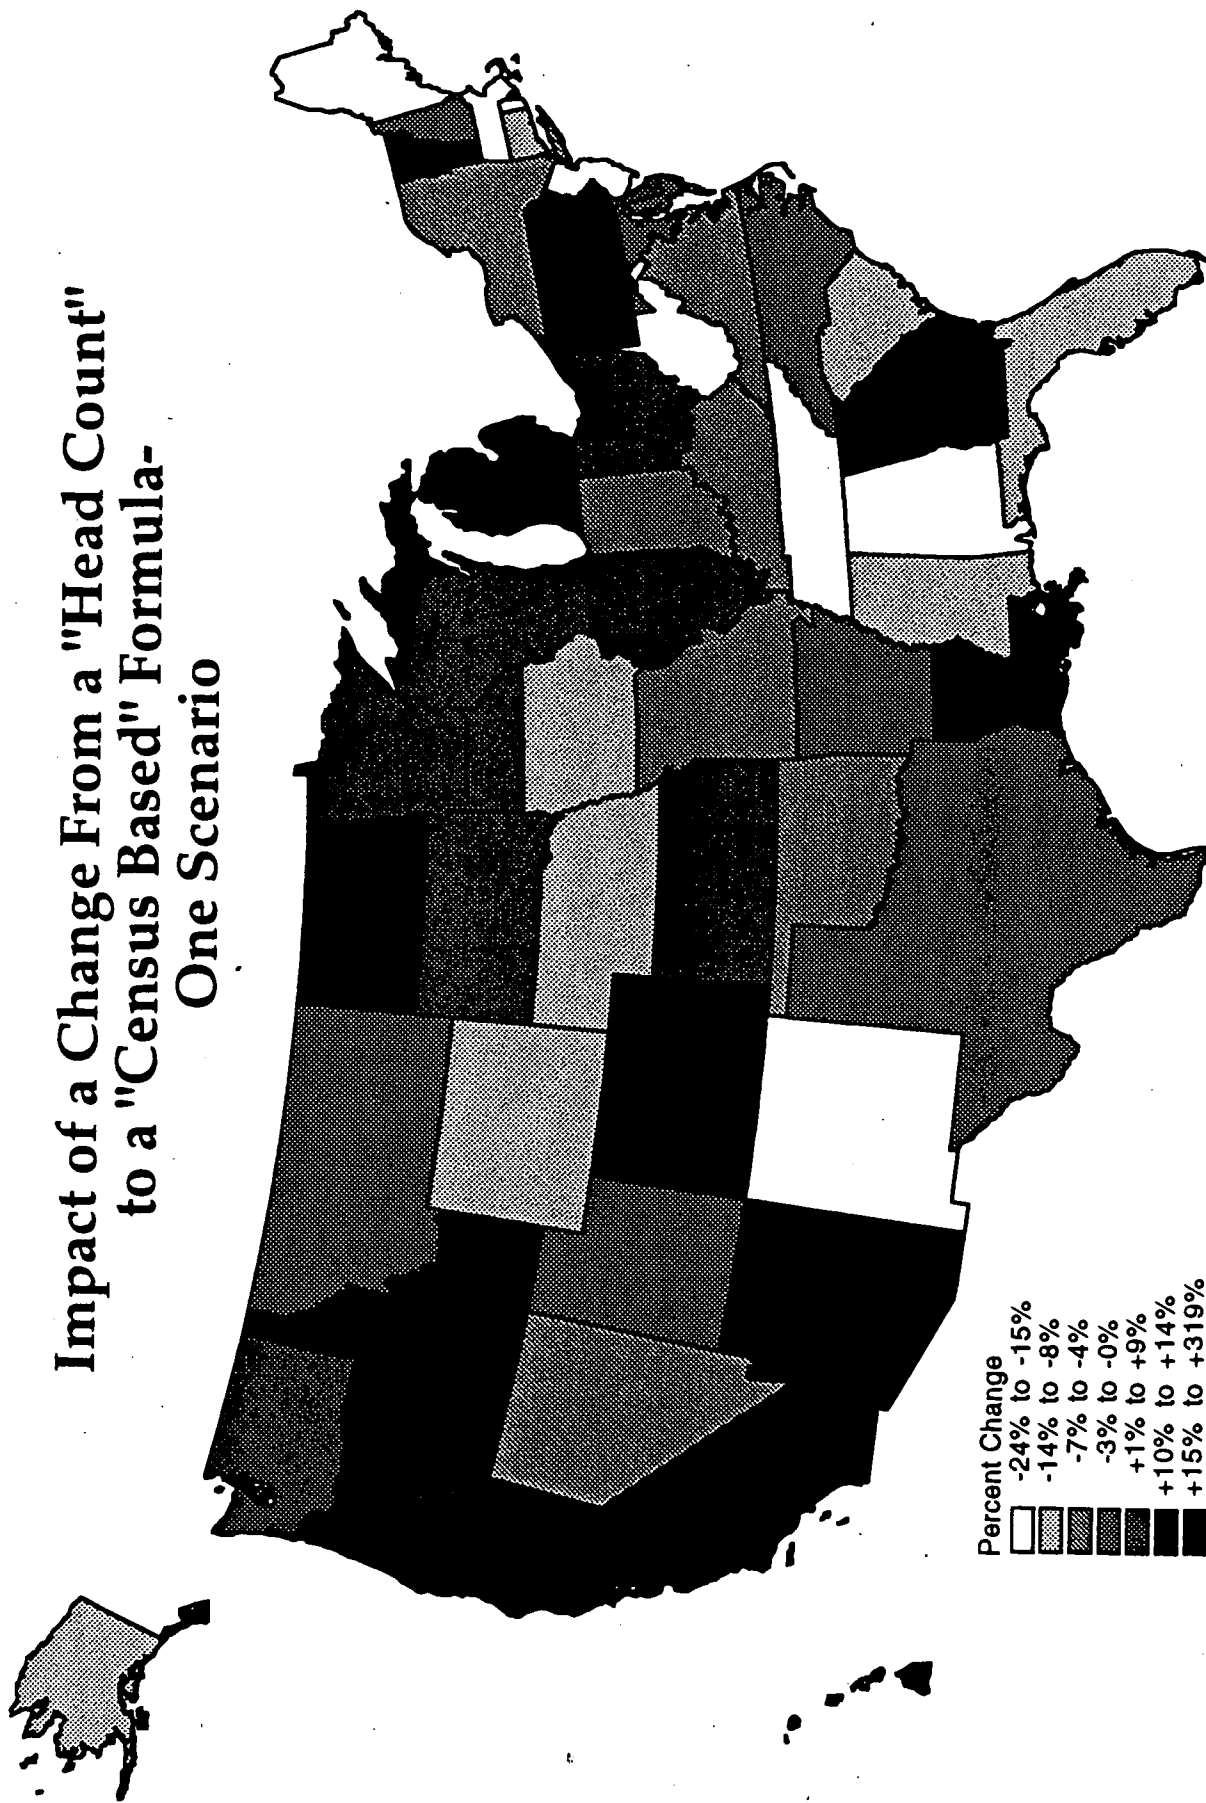 Impact of a Change From a "Head Count"
to a "Census Based" Formula-
One Scenario
Percent Change
-24% to -15%
-14% to -8%
-7% to -4%
-3% to -0%
+1% to +9%
+10% to +14%
+15% to +319%